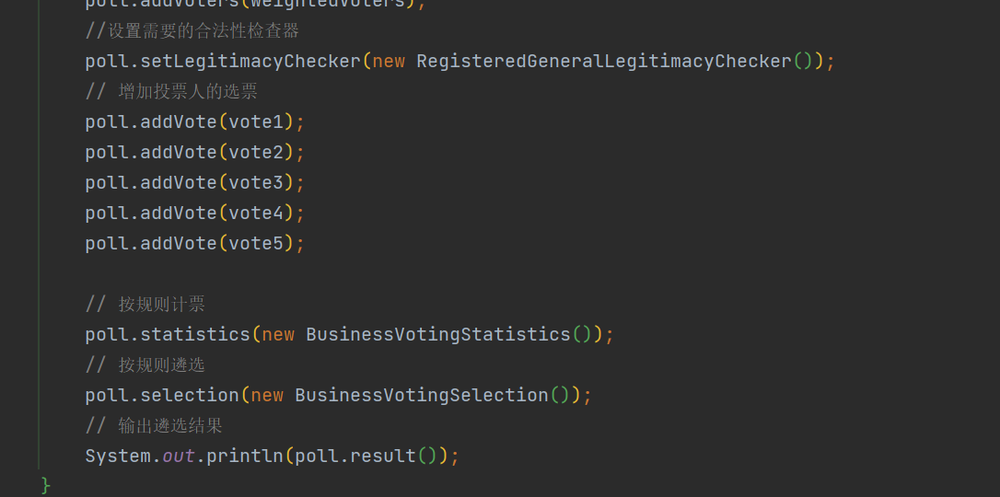 poll.addVoters(weightedVoters);
//设置需要的合法性检查器
poll.setLegitimacyChecker(new RegisteredGeneralLegitimacyChecker());
// 增加投票人的选票
poll.addVote(vote1);
poll.addVote(vote2);
poll.addVote(vote3);
poll.addVote(vote4);
poll.addVote(vote5);
// 按规则计票
poll.statistics(new BusinessVotingStatistics());
// 按规则遴选
poll.selection(new BusinessVotingSelection());
// 输出遴选结果
System.out.println(poll.result());
}